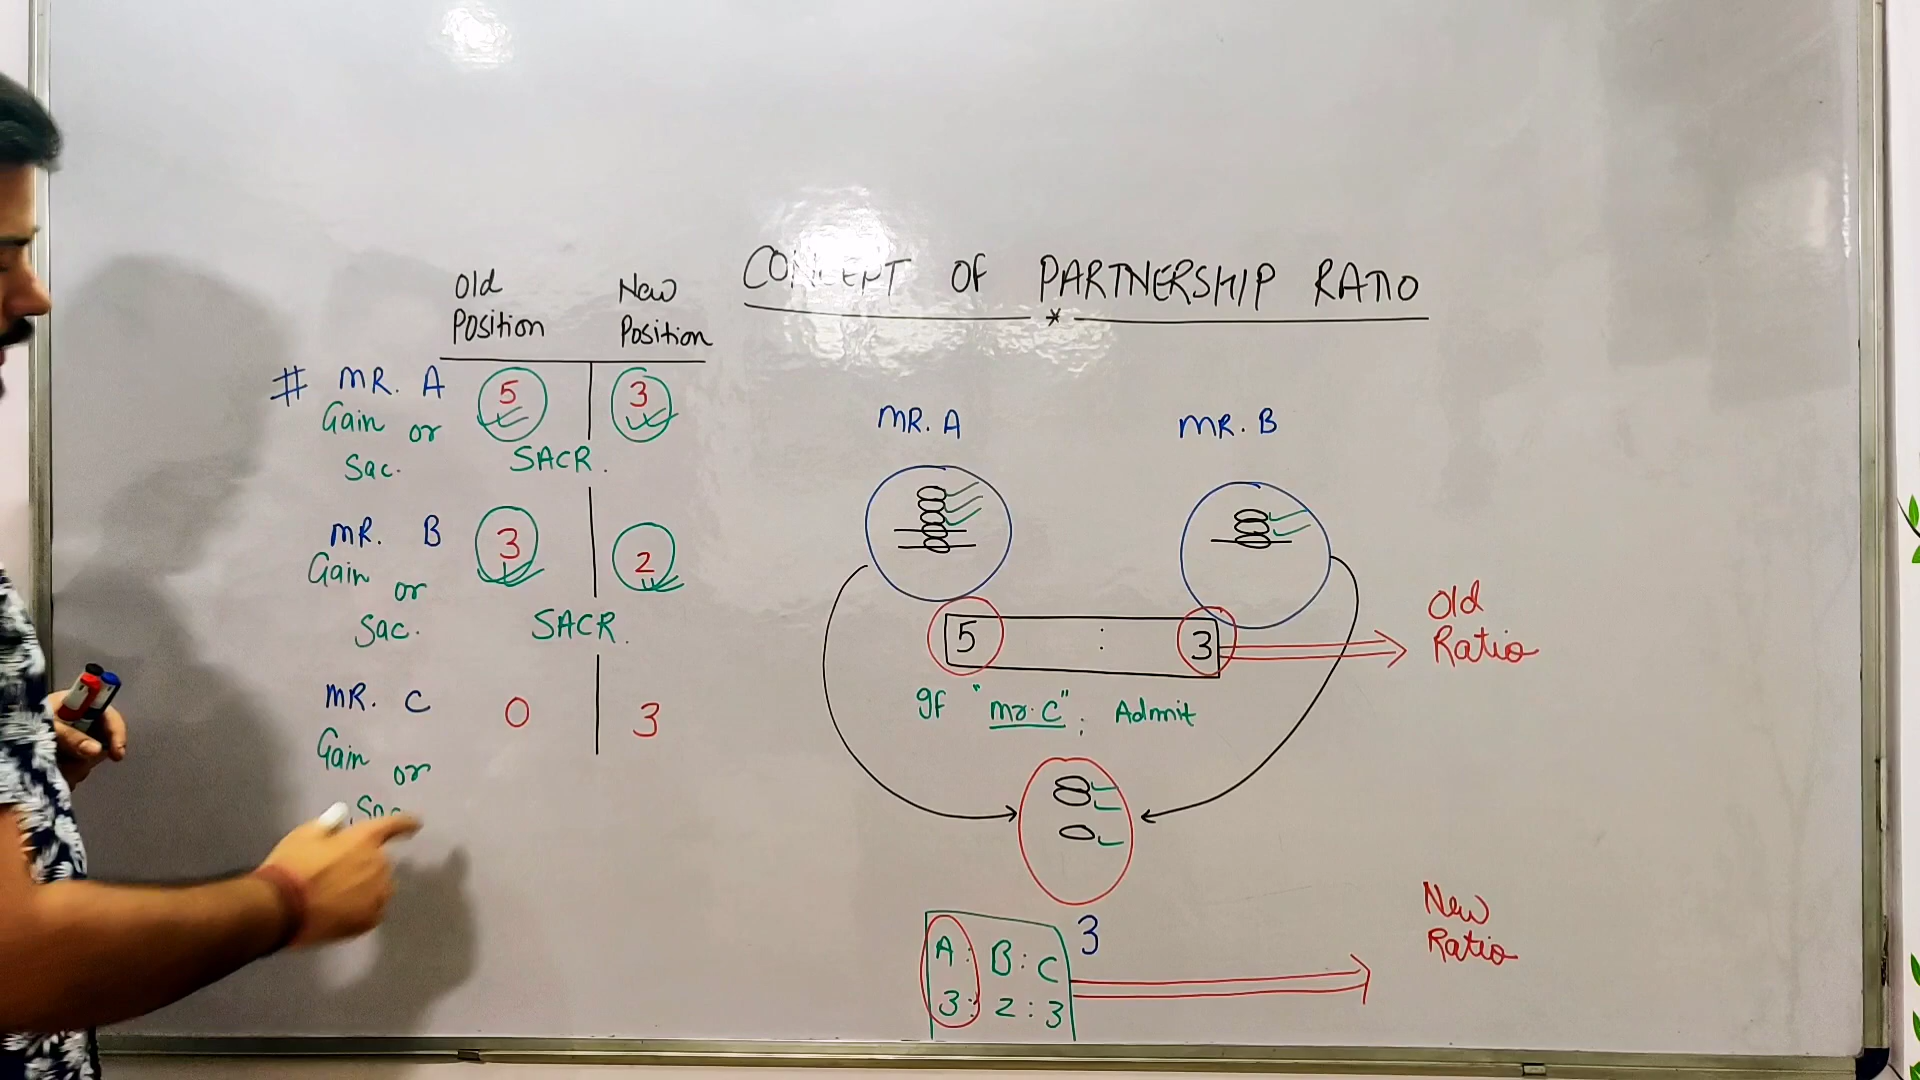 CONCEPT OF PARTNERSHIP RATIO
*
Old New
Position Position
# MR. A 5 3
Gain or
Sac. SACR.
MR. B 3 2
Gain or
Sac. SACR.
MR. C 0 3
Gain or
Sac
MR. A MR. B
5 : 3
Old
Ratio
If "Mr. C", Admit
3
A : B : C
3 : 2 : 3
New
Ratio